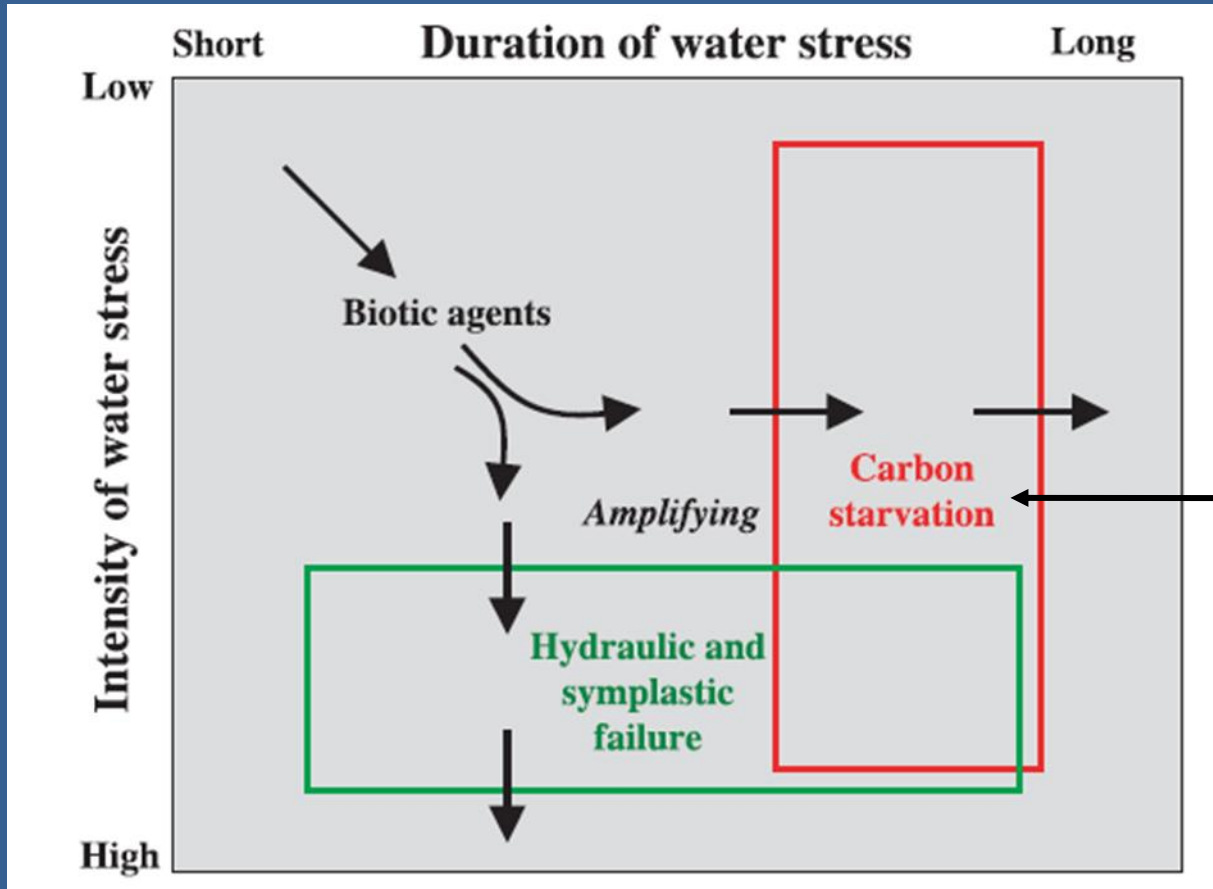 Short Duration of water stress Long
Low
Intensity of water stress
Biotic agents
Carbon
starvation
Amplifying
Hydraulic and
symplastic
failure
High